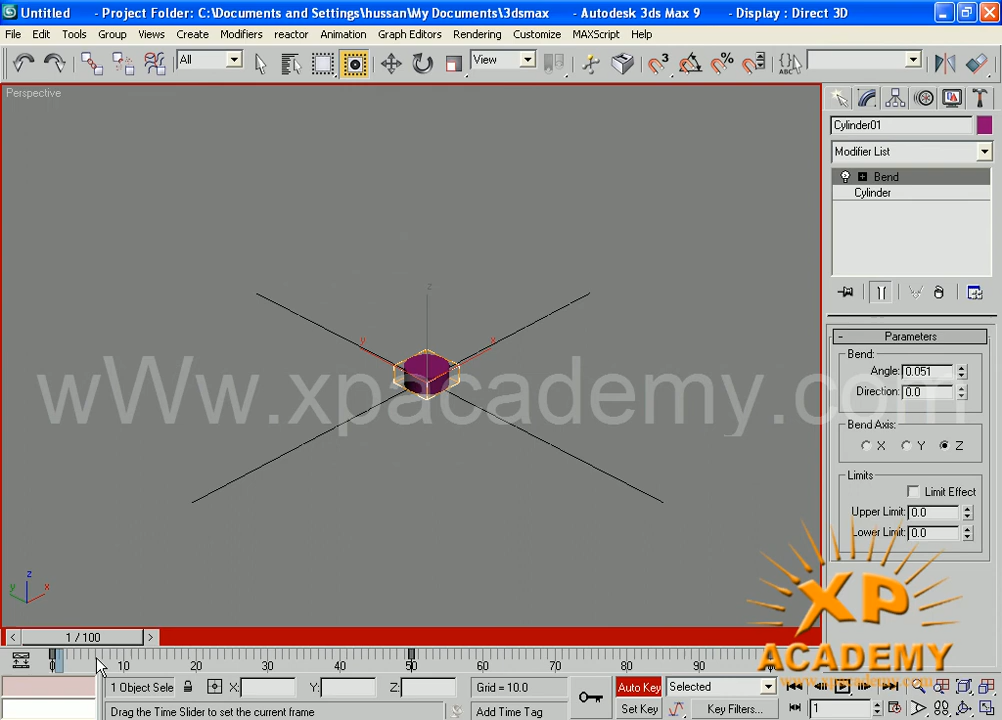 Untitled - Project Folder: C:\Documents and Settings\hussan\My Documents\3dsmax - Autodesk 3ds Max 9 - Display : Direct 3D
File Edit Tools Group Views Create Modifiers reactor Animation Graph Editors Rendering Customize MAXScript Help
All View
Perspective
Cylinder01
Modifier List
Bend
Cylinder
Parameters
Bend:
Angle: 0.051
Direction: 0.0
Bend Axis:
X Y Z
Limits
Limit Effect
Upper Limit: 0.0
Lower Limit: 0.0
z
y x
wWw.xpacademy.com
z
y x
XP
ACADEMY
www.xpacademy.com
< 1 / 100 >
0 10 20 30 40 50 60 70 80 90
1 Object Sele X: Y: Z: Grid = 10.0 Auto Key Selected
Drag the Time Slider to set the current frame Add Time Tag Set Key Key Filters... 1